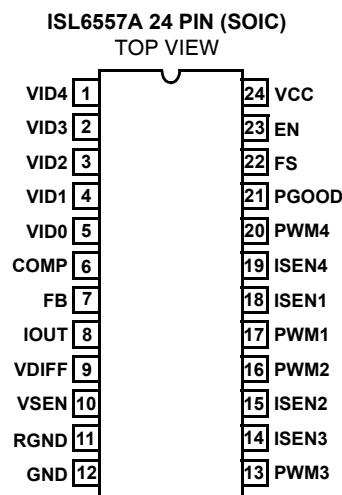 ISL6557A 24 PIN (SOIC)
TOP VIEW
VID4 1 24 VCC
VID3 2 23 EN
VID2 3 22 FS
VID1 4 21 PGOOD
VID0 5 20 PWM4
COMP 6 19 ISEN4
FB 7 18 ISEN1
IOUT 8 17 PWM1
VDIFF 9 16 PWM2
VSEN 10 15 ISEN2
RGND 11 14 ISEN3
GND 12 13 PWM3